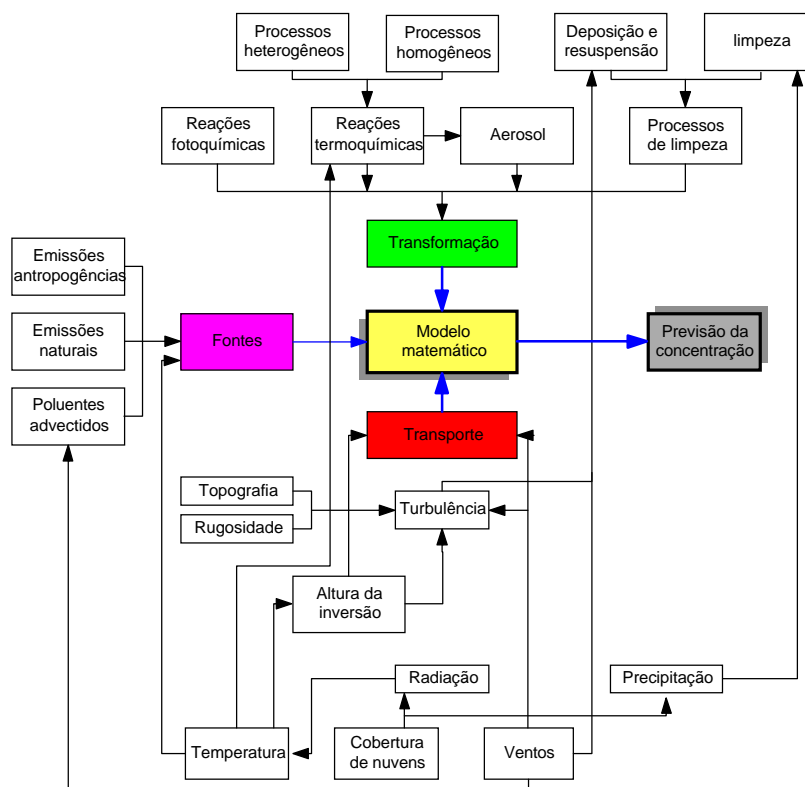 Processos
heterogêneos
Processos
homogêneos
Deposição e
resuspensão
limpeza
Reações
fotoquímicas
Reações
termoquímicas
Aerosol
Processos
de limpeza
Transformação
Emissões
antropogências
Emissões
naturais
Poluentes
advectidos
Fontes
Modelo
matemático
Previsão da
concentração
Transporte
Topografia
Rugosidade
Turbulência
Altura da
inversão
Radiação
Precipitação
Temperatura
Cobertura
de nuvens
Ventos